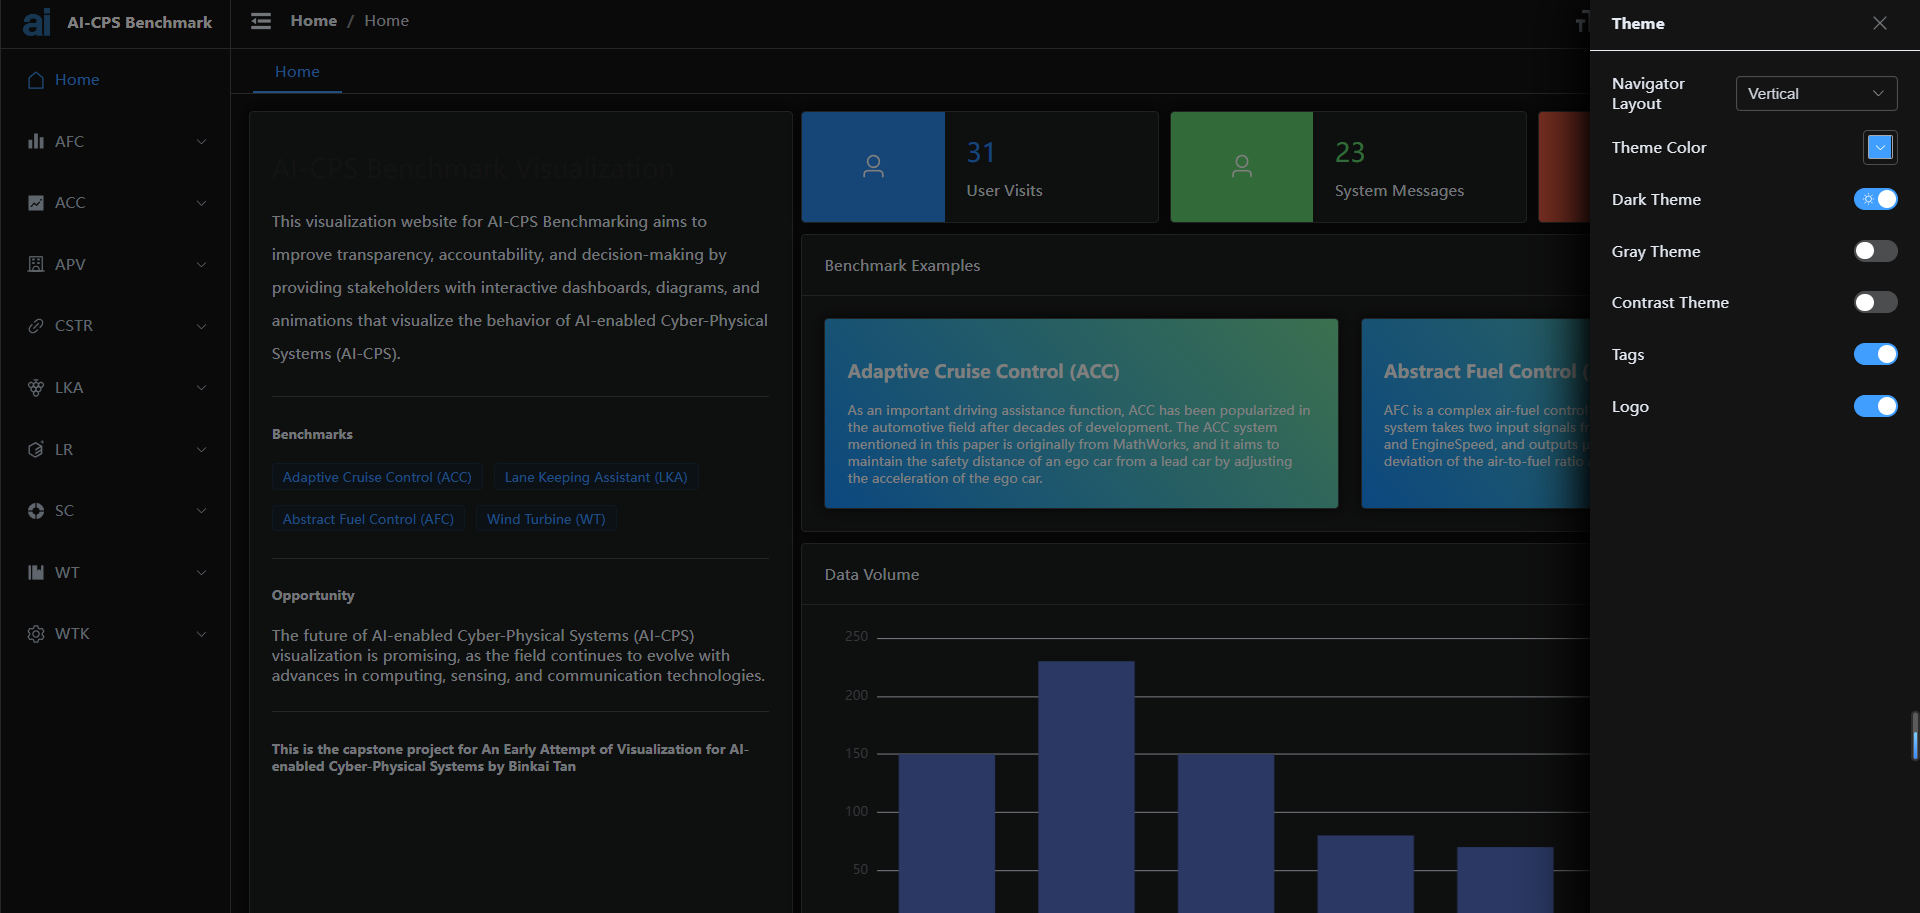 ai AI-CPS Benchmark
Home / Home
Home
AFC
ACC
APV
CSTR
LKA
LR
SC
WT
WTK
Home
AI-CPS Benchmark Visualization
This visualization website for AI-CPS Benchmarking aims to
improve transparency, accountability, and decision-making by
providing stakeholders with interactive dashboards, diagrams, and
animations that visualize the behavior of AI-enabled Cyber-Physical
Systems (AI-CPS).
Benchmarks
Adaptive Cruise Control (ACC) Lane Keeping Assistant (LKA)
Abstract Fuel Control (AFC) Wind Turbine (WT)
Opportunity
The future of AI-enabled Cyber-Physical Systems (AI-CPS)
visualization is promising, as the field continues to evolve with
advances in computing, sensing, and communication technologies.
This is the capstone project for An Early Attempt of Visualization for AI-
enabled Cyber-Physical Systems by Binkai Tan
31
User Visits
23
System Messages
Benchmark Examples
Adaptive Cruise Control (ACC)
As an important driving assistance function, ACC has been popularized in
the automotive field after decades of development. The ACC system
mentioned in this paper is originally from MathWorks, and it aims to
maintain the safety distance of an ego car from a lead car by adjusting
the acceleration of the ego car.
Abstract Fuel Control (
AFC is a complex air-fuel control
system takes two input signals
and EngineSpeed, and outputs
deviation of the air-to-fuel ratio
Data Volume
250
200
150
100
50
Theme
Navigator
Layout
Vertical
Theme Color
Dark Theme
Gray Theme
Contrast Theme
Tags
Logo